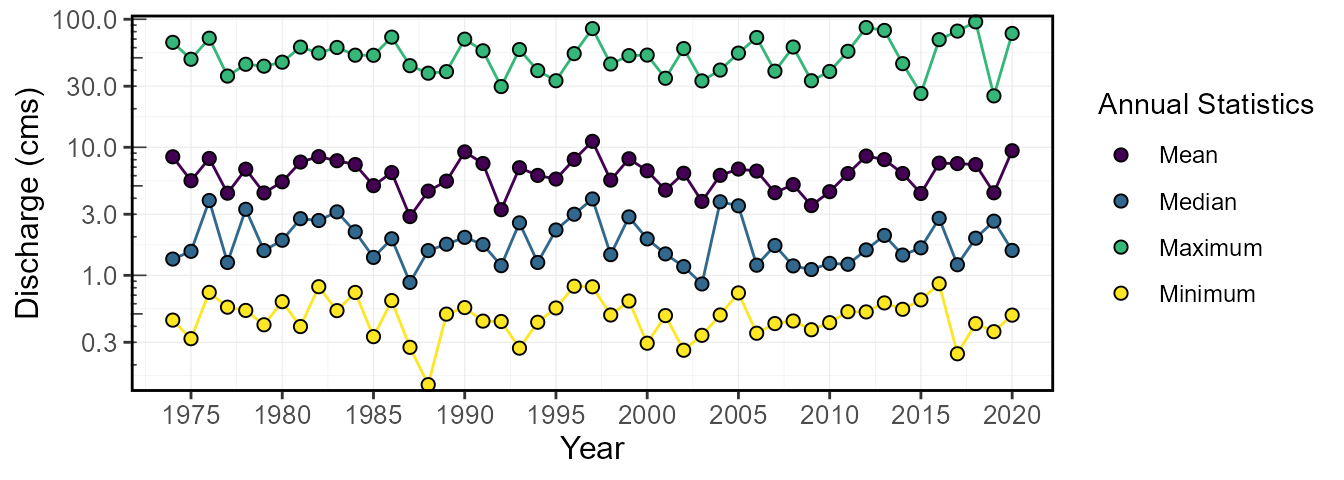 100.0
30.0
10.0
3.0
1.0
0.3
Discharge (cms)
1975 1980 1985 1990 1995 2000 2005 2010 2015 2020
Year
Annual Statistics
Mean
Median
Maximum
Minimum